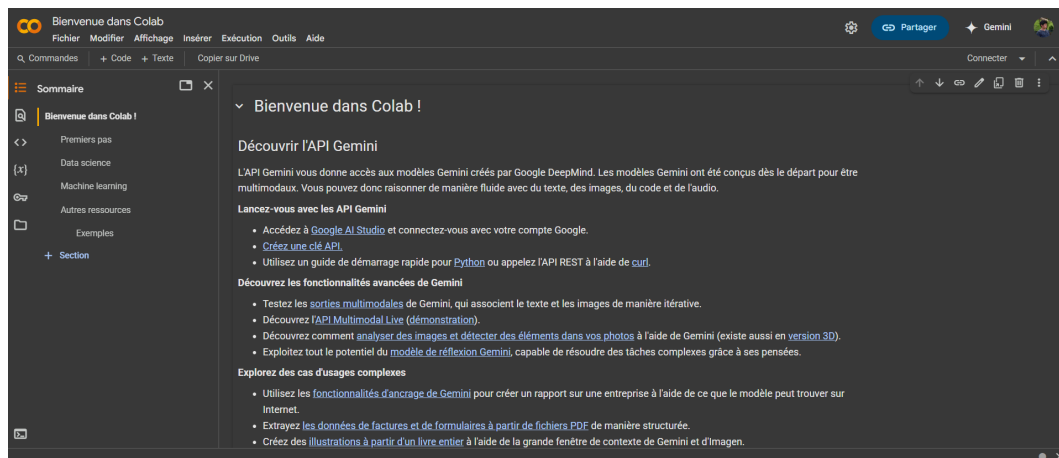 Bienvenue dans Colab
Fichier Modifier Affichage Insérer Exécution Outils Aide
Partager
Gemini
Commandes + Code + Texte Copier sur Drive
Connecter
Sommaire
Bienvenue dans Colab !
Premiers pas
Data science
Machine learning
Autres ressources
Exemples
+ Section
{x}
Bienvenue dans Colab !
Découvrir l'API Gemini
L'API Gemini vous donne accès aux modèles Gemini créés par Google DeepMind. Les modèles Gemini ont été conçus dès le départ pour être
multimodaux. Vous pouvez donc raisonner de manière fluide avec du texte, des images, du code et de l'audio.
Lancez-vous avec les API Gemini
• Accédez à Google AI Studio et connectez-vous avec votre compte Google.
• Créez une clé API.
• Utilisez un guide de démarrage rapide pour Python ou appelez l'API REST à l'aide de curl.
Découvrez les fonctionnalités avancées de Gemini
• Testez les sorties multimodales de Gemini, qui associent le texte et les images de manière itérative.
• Découvrez l'API Multimodal Live (démonstration).
• Découvrez comment analyser des images et détecter des éléments dans vos photos à l'aide de Gemini (existe aussi en version 3D).
• Exploitez tout le potentiel du modèle de réflexion Gemini, capable de résoudre des tâches complexes grâce à ses pensées.
Explorez des cas d'usages complexes
• Utilisez les fonctionnalités d'ancrage de Gemini pour créer un rapport sur une entreprise à l'aide de ce que le modèle peut trouver sur
Internet.
• Extrayez les données de factures et de formulaires à partir de fichiers PDF de manière structurée.
• Créez des illustrations à partir d'un livre entier à l'aide de la grande fenêtre de contexte de Gemini et d'Imagen.